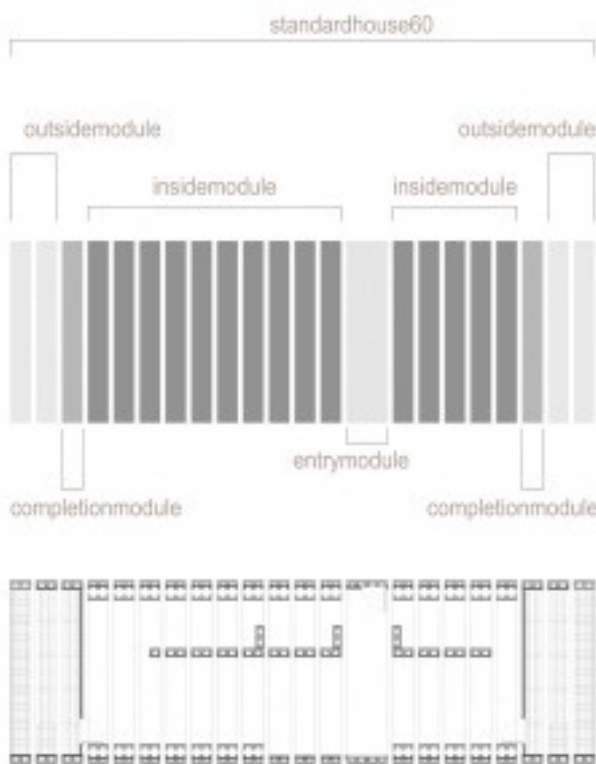 standardhouse60
outsidemodule
outsidemodule
insidemodule
insidemodule
entrymodule
completionmodule
completionmodule